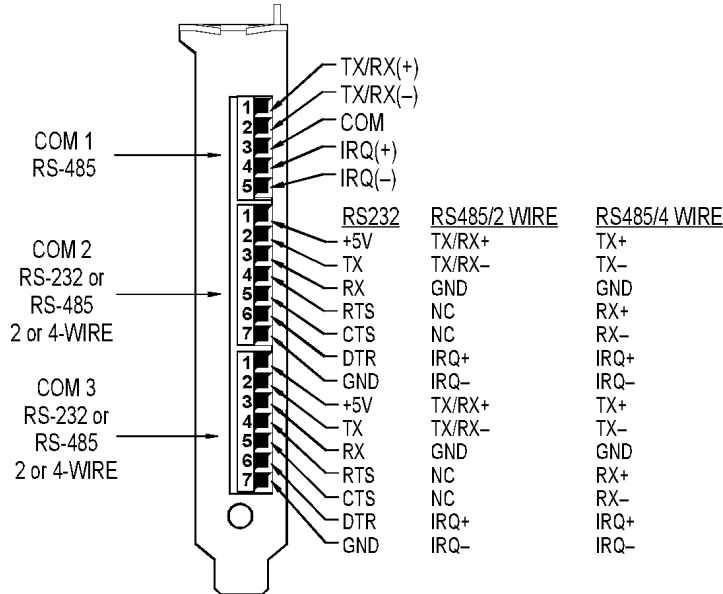 TX/RX(+)
TX/RX(–)
COM
IRQ(+)
IRQ(–)
1
2
3
4
5
COM 1
RS-485
RS232 RS485/2 WIRE RS485/4 WIRE
+5V TX/RX+ TX+
TX TX/RX– TX–
RX GND GND
RTS NC RX+
CTS NC RX–
DTR IRQ+ IRQ+
GND IRQ– IRQ–
1
2
3
4
5
6
7
COM 2
RS-232 or
RS-485
2 or 4-WIRE
+5V TX/RX+ TX+
TX TX/RX– TX–
RX GND GND
RTS NC RX+
CTS NC RX–
DTR IRQ+ IRQ+
GND IRQ– IRQ–
1
2
3
4
5
6
7
COM 3
RS-232 or
RS-485
2 or 4-WIRE